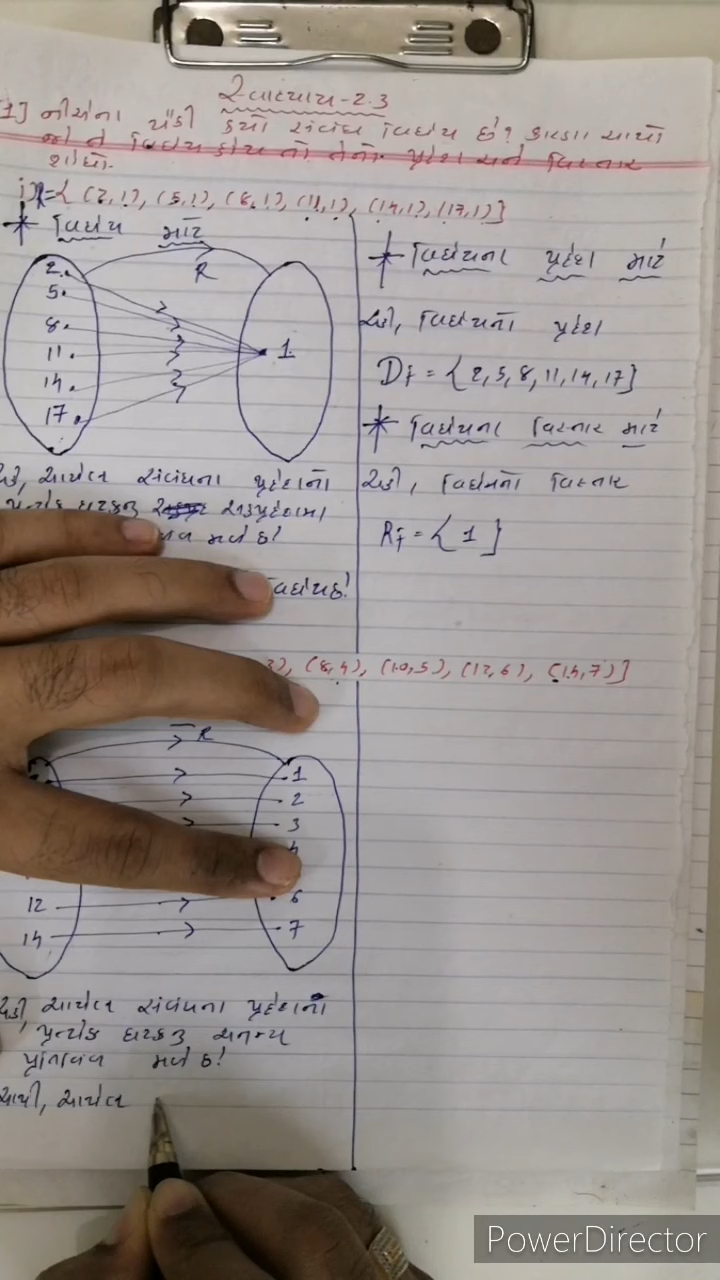 સ્વાધ્યાય-2.3
[1] નીચેના પૈકી કયો સંબંધ વિધેય છે? કારણ આપો
જો તે વિધેય હોય તો તેનો પ્રદેશ અને વિસ્તાર
શોધો.
i) R={ (2,1), (5,1), (8,1), (11,1), (14,1), (17,1)}
* વિધેય માટે
R
2
5
8
11
14
17
1
અહીં, આપેલ સંબંધના પ્રદેશનો
પ્રત્યેક ઘટકનું સહપ્રદેશમાં
મળે છે.
વિધેય છે.
* વિધેયના પ્રદેશ માટે
અહીં, વિધેયનો પ્રદેશ
Df = {2,5,8,11,14,17}
* વિધેયના વિસ્તાર માટે
અહીં, વિધેયનો વિસ્તાર
Rf = { 1 }
(8,4), (10,5), (12,6), (14,7)}
R
1
2
3
12
6
14
7
અહીં આપેલ સંબંધના પ્રદેશનો
પ્રત્યેક ઘટકનું અનન્ય
પ્રતિબિંબ મળે છે.
આથી, આપેલ
PowerDirector